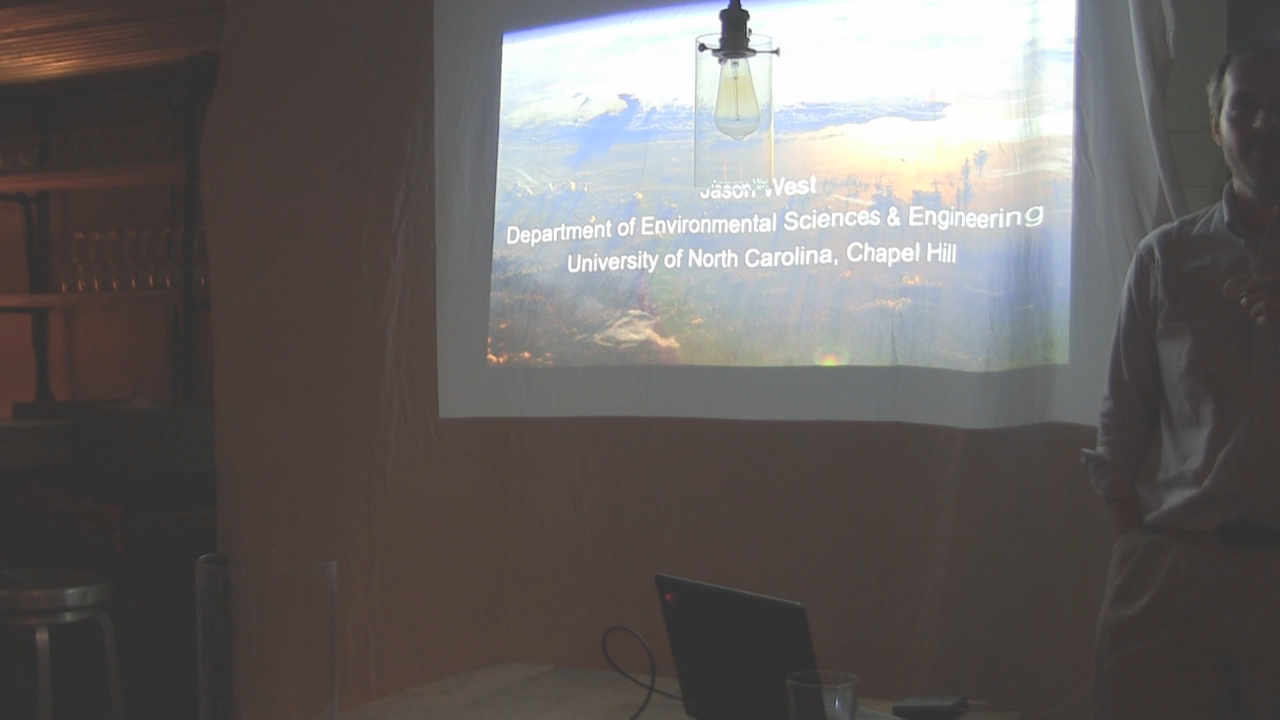 Jason West
Department of Environmental Sciences & Engineering
University of North Carolina, Chapel Hill